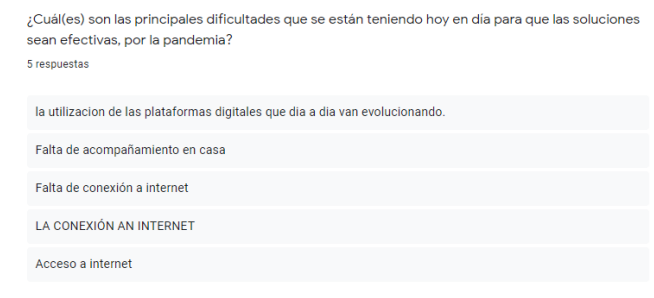 ¿Cuál(es) son las principales dificultades que se están teniendo hoy en día para que las soluciones
sean efectivas, por la pandemia?
5 respuestas
la utilizacion de las plataformas digitales que dia a dia van evolucionando.
Falta de acompañamiento en casa
Falta de conexión a internet
LA CONEXIÓN AN INTERNET
Acceso a internet